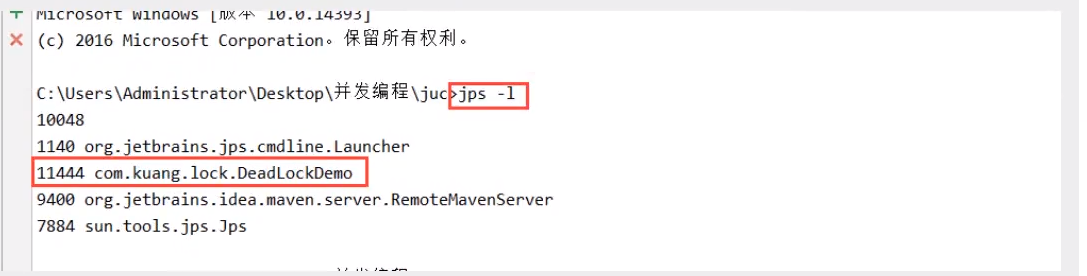 Microsoft Windows [版本 10.0.14393]
(c) 2016 Microsoft Corporation。保留所有权利。
C:\Users\Administrator\Desktop\并发编程\juc>jps -l
10048
1140 org.jetbrains.jps.cmdline.Launcher
11444 com.kuang.lock.DeadLockDemo
9400 org.jetbrains.idea.maven.server.RemoteMavenServer
7884 sun.tools.jps.Jps